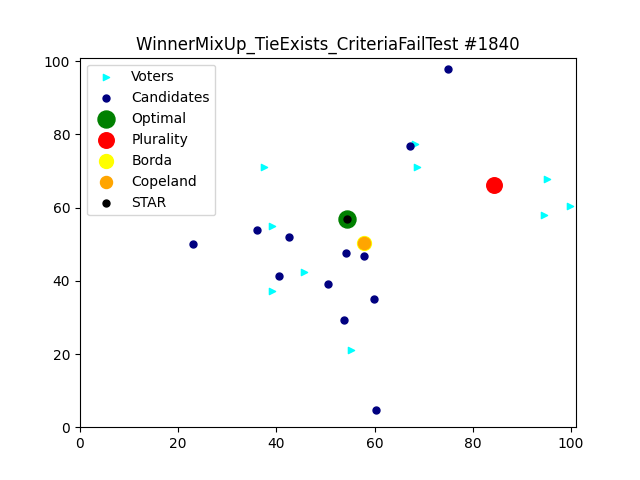 WinnerMixUp_TieExists_CriteriaFailTest #1840
100
80
60
40
20
0
Voters
Candidates
Optimal
Plurality
Borda
Copeland
STAR
0 20 40 60 80 100